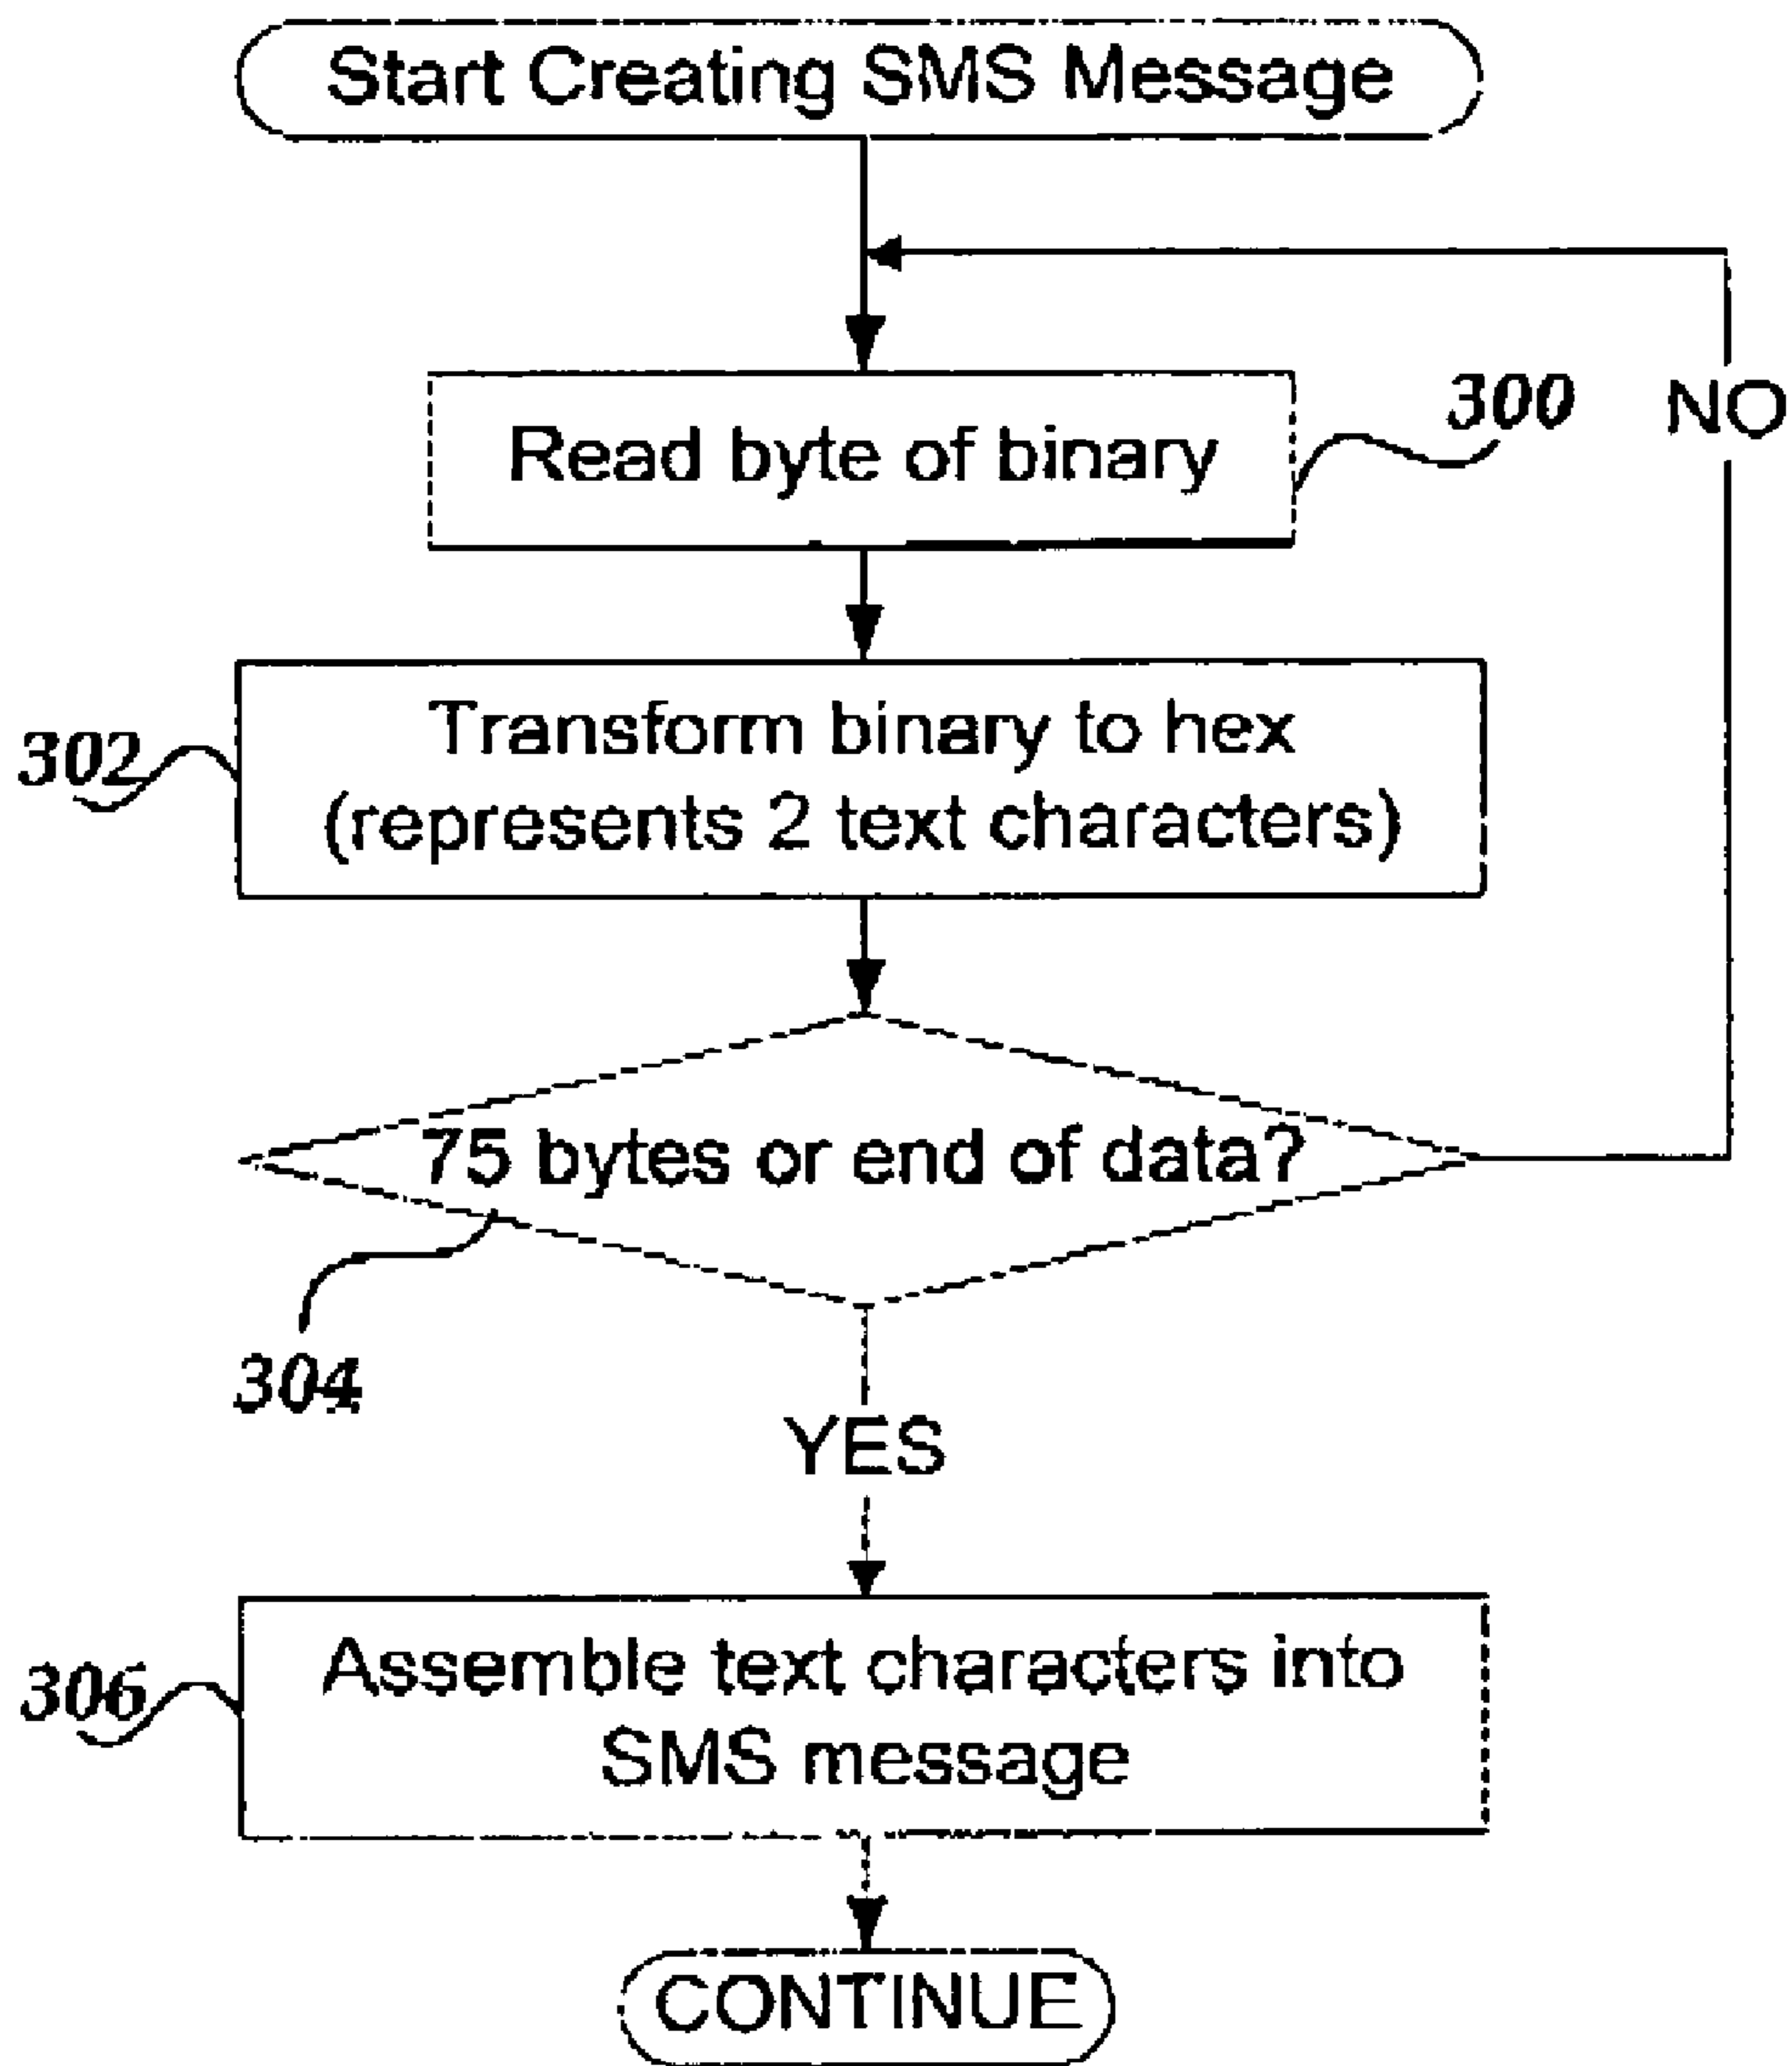 Start Creating SMS Message
Read byte of binary
300
NO
302
Transform binary to hex
(represents 2 text characters)
75 bytes or end of data?
304
YES
306
Assemble text characters into
SMS message
CONTINUE